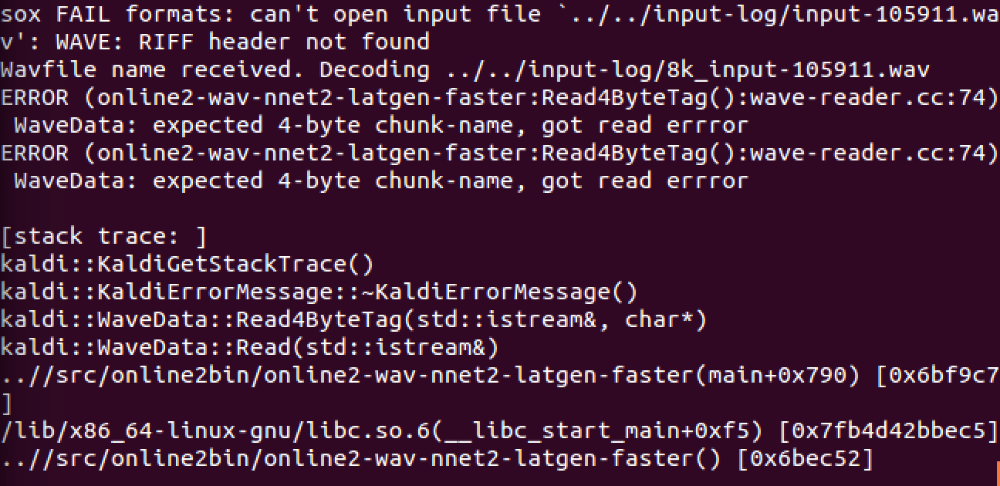 sox FAIL formats: can't open input file `../../input-log/input-105911.wa
v': WAVE: RIFF header not found
Wavfile name received. Decoding ../../input-log/8k_input-105911.wav
ERROR (online2-wav-nnet2-latgen-faster:Read4ByteTag():wave-reader.cc:74)
 WaveData: expected 4-byte chunk-name, got read errror
ERROR (online2-wav-nnet2-latgen-faster:Read4ByteTag():wave-reader.cc:74)
 WaveData: expected 4-byte chunk-name, got read errror

[stack trace: ]
kaldi::KaldiGetStackTrace()
kaldi::KaldiErrorMessage::~KaldiErrorMessage()
kaldi::WaveData::Read4ByteTag(std::istream&, char*)
kaldi::WaveData::Read(std::istream&)
..//src/online2bin/online2-wav-nnet2-latgen-faster(main+0x790) [0x6bf9c7
]
/lib/x86_64-linux-gnu/libc.so.6(__libc_start_main+0xf5) [0x7fb4d42bbec5]
..//src/online2bin/online2-wav-nnet2-latgen-faster() [0x6bec52]